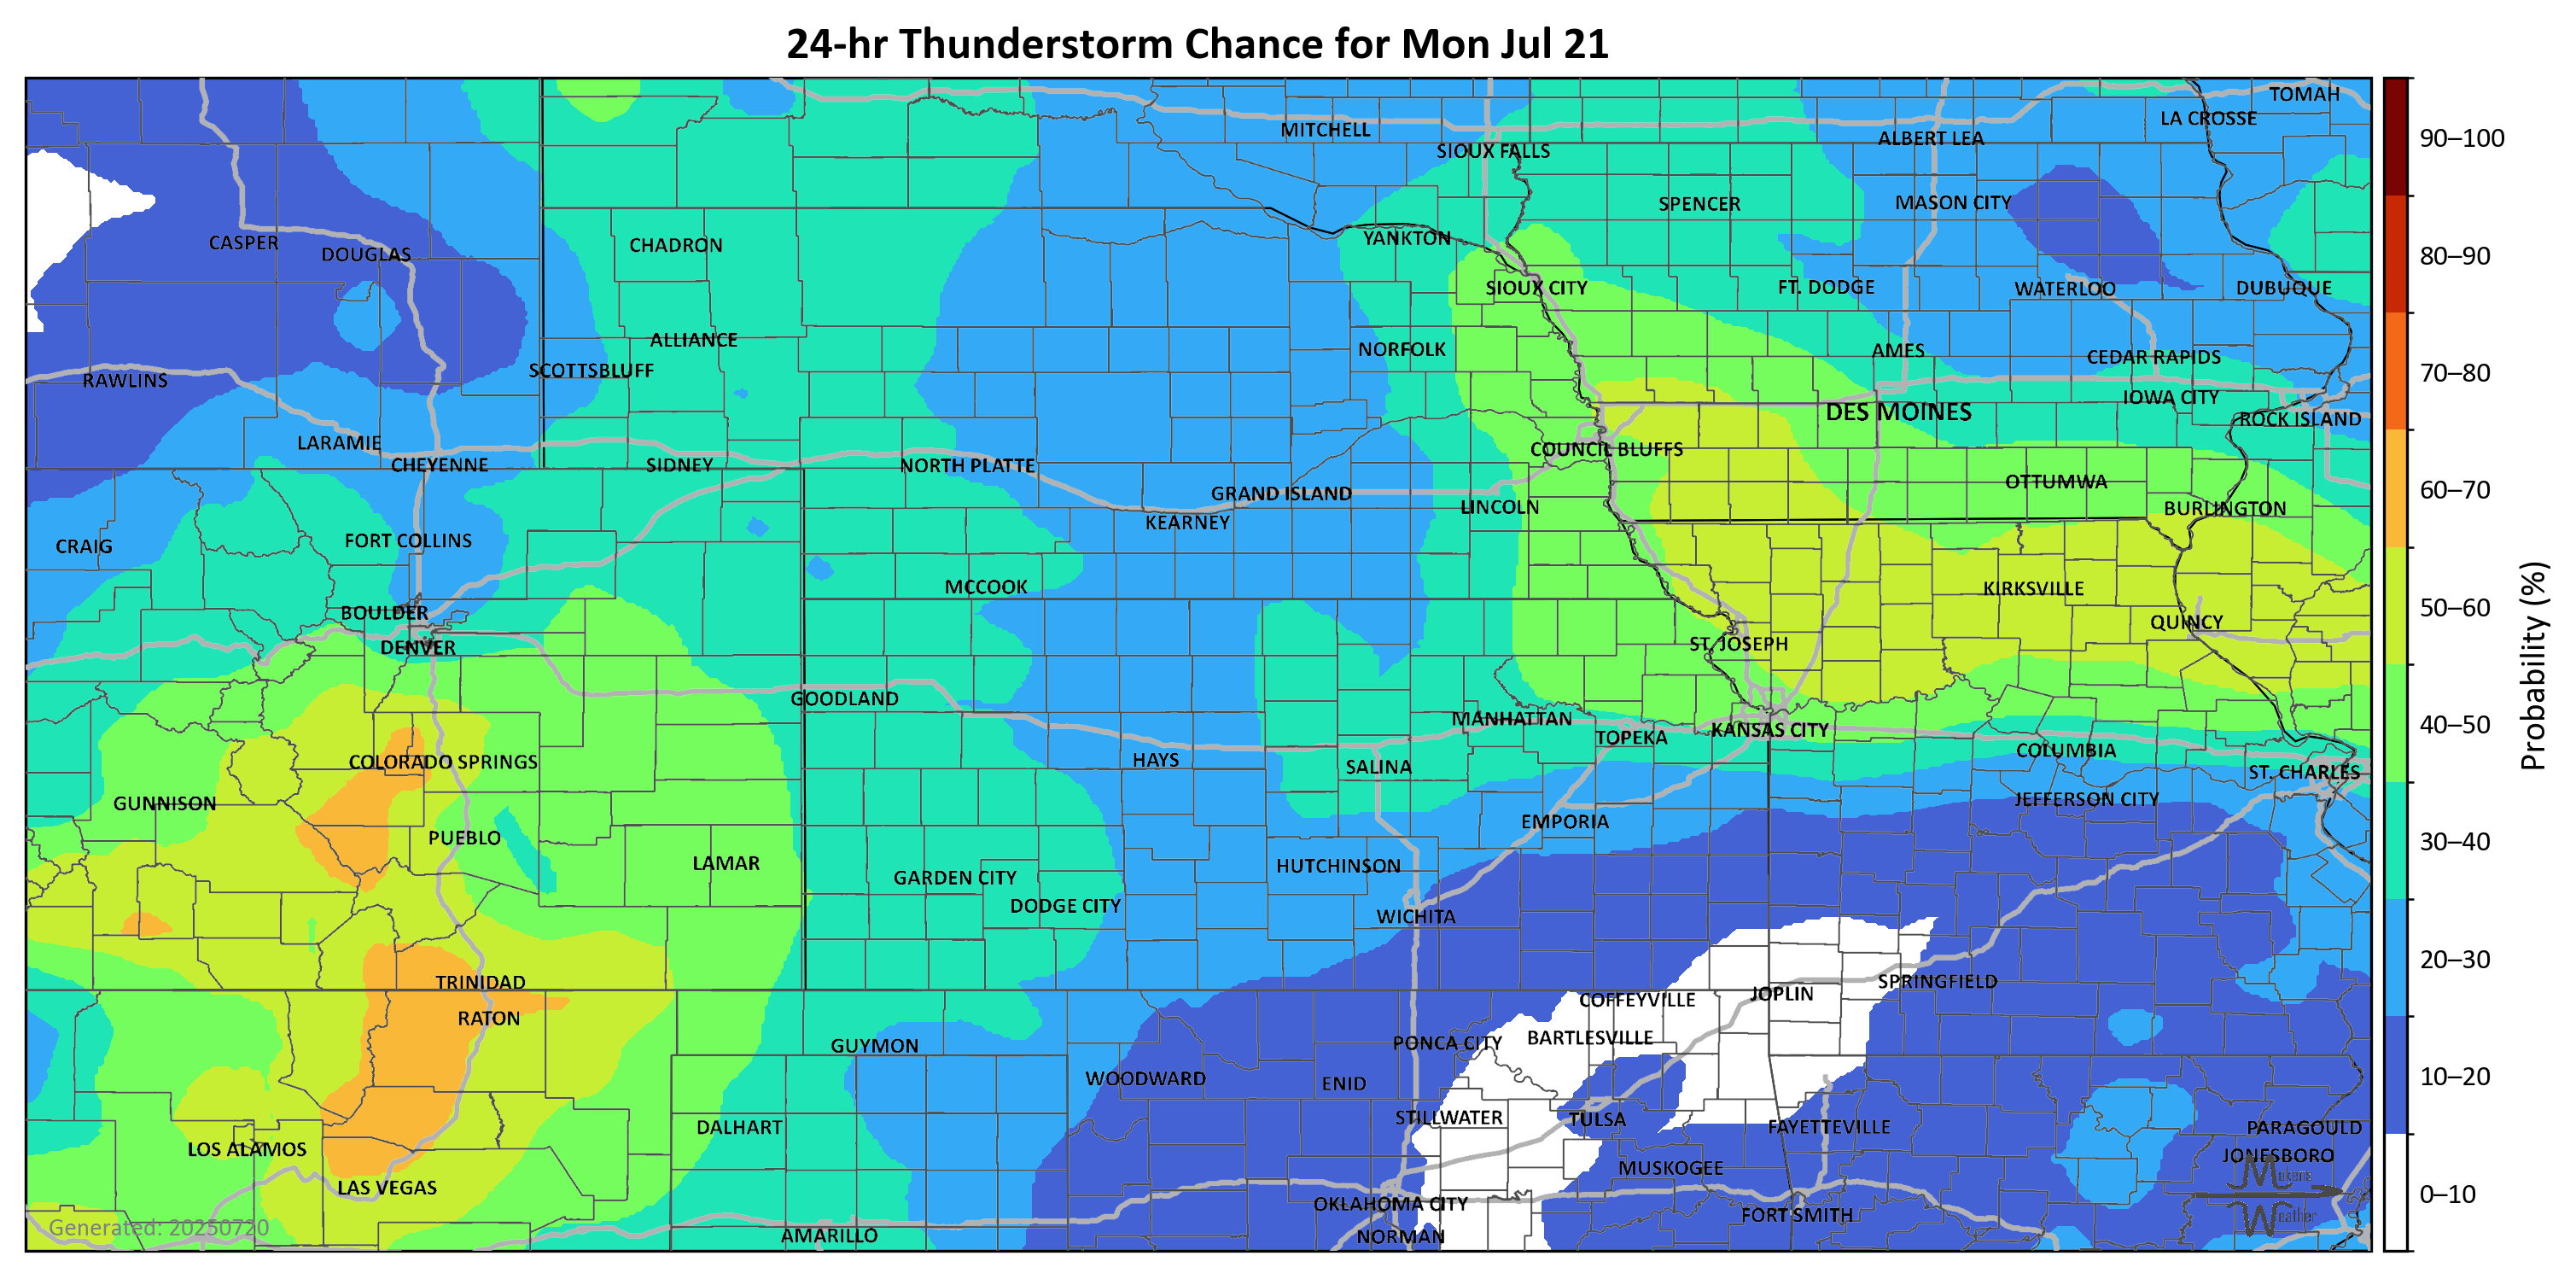 24-hr Thunderstorm Chance for Mon Jul 21
TOMAH
LA CROSSE
MITCHELL
ALBERT LEA
90–100
SIOUX FALLS
SPENCER
MASON CITY
CASPER
DOUGLAS
CHADRON
YANKTON
80–90
SIOUX CITY
FT. DODGE
WATERLOO
DUBUQUE
ALLIANCE
NORFOLK
AMES
CEDAR RAPIDS
RAWLINS
SCOTTSBLUFF
70–80
IOWA CITY
DES MOINES
ROCK ISLAND
LARAMIE
COUNCIL BLUFFS
CHEYENNE
SIDNEY
NORTH PLATTE
OTTUMWA
GRAND ISLAND
60–70
LINCOLN
BURLINGTON
KEARNEY
CRAIG
FORT COLLINS
MCCOOK
KIRKSVILLE
BOULDER
50–60
QUINCY
DENVER
ST. JOSEPH
Probability (%)
GOODLAND
MANHATTAN
TOPEKA
KANSAS CITY
40–50
COLUMBIA
COLORADO SPRINGS
HAYS
SALINA
ST. CHARLES
GUNNISON
JEFFERSON CITY
EMPORIA
PUEBLO
30–40
LAMAR
HUTCHINSON
GARDEN CITY
DODGE CITY
WICHITA
20–30
TRINIDAD
SPRINGFIELD
COFFEYVILLE
JOPLIN
RATON
GUYMON
PONCA CITY
BARTLESVILLE
WOODWARD
ENID
10–20
DALHART
STILLWATER
TULSA
FAYETTEVILLE
PARAGOULD
LOS ALAMOS
JONESBORO
MUSKOGEE
Makens
LAS VEGAS
0–10
OKLAHOMA CITY
FORT SMITH
Weather
Generated: 20250720
AMARILLO
NORMAN